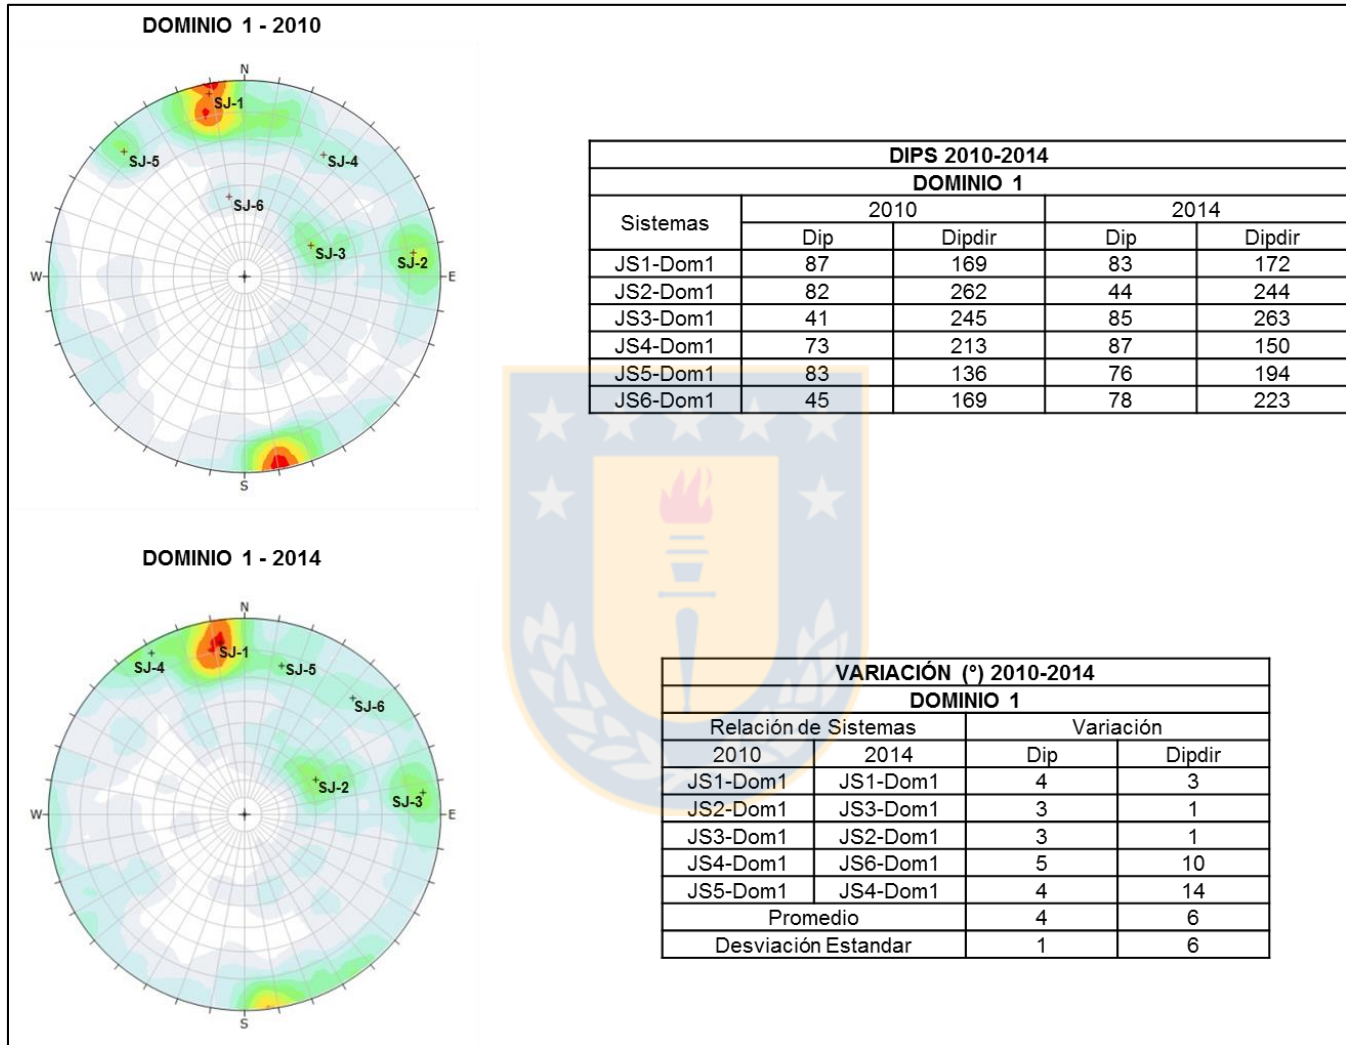 DOMINIO 1 - 2010
N
SJ-1
SJ-5
SJ-4
SJ-6
SJ-3
SJ-2
W
E
S
DIPS 2010-2014
DOMINIO 1
Sistemas 2010 2014
Dip Dipdir Dip Dipdir
JS1-Dom1 87 169 83 172
JS2-Dom1 82 262 44 244
JS3-Dom1 41 245 85 263
JS4-Dom1 73 213 87 150
JS5-Dom1 83 136 76 194
JS6-Dom1 45 169 78 223
DOMINIO 1 - 2014
N
SJ-4
SJ-1
SJ-5
SJ-6
SJ-2
SJ-3
W
E
S
VARIACIÓN (°) 2010-2014
DOMINIO 1
Relación de Sistemas Variación
2010 2014 Dip Dipdir
JS1-Dom1 JS1-Dom1 4 3
JS2-Dom1 JS3-Dom1 3 1
JS3-Dom1 JS2-Dom1 3 1
JS4-Dom1 JS6-Dom1 5 10
JS5-Dom1 JS4-Dom1 4 14
Promedio 4 6
Desviación Estandar 1 6